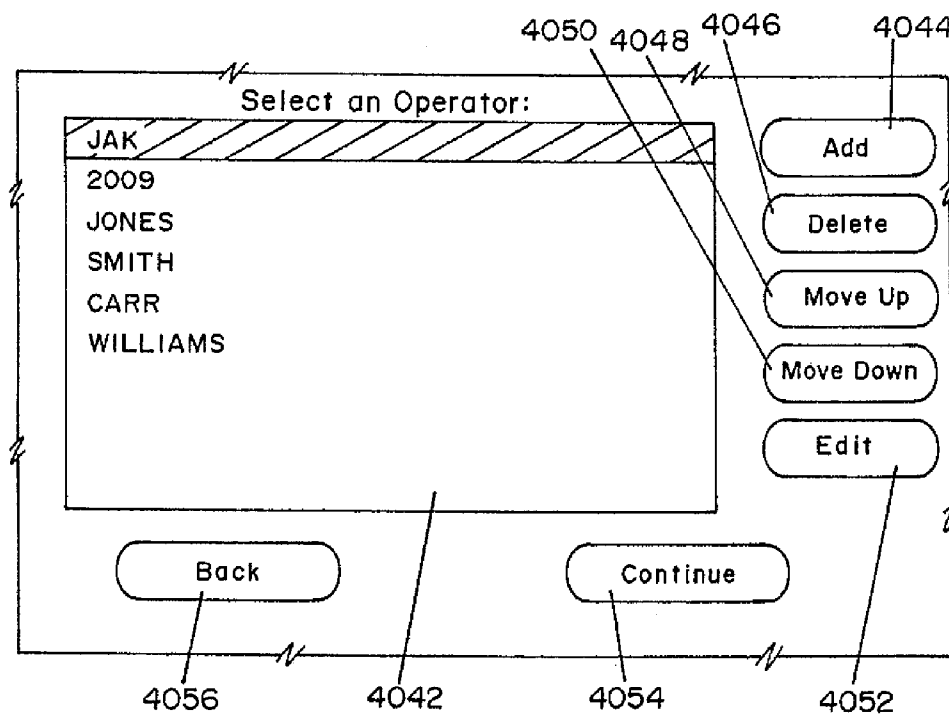 4050 4048 4046 4044
Select an Operator:
JAK
2009
JONES
SMITH
CARR
WILLIAMS
Add
Delete
Move Up
Move Down
Edit
Back
Continue
4056 4042 4054 4052